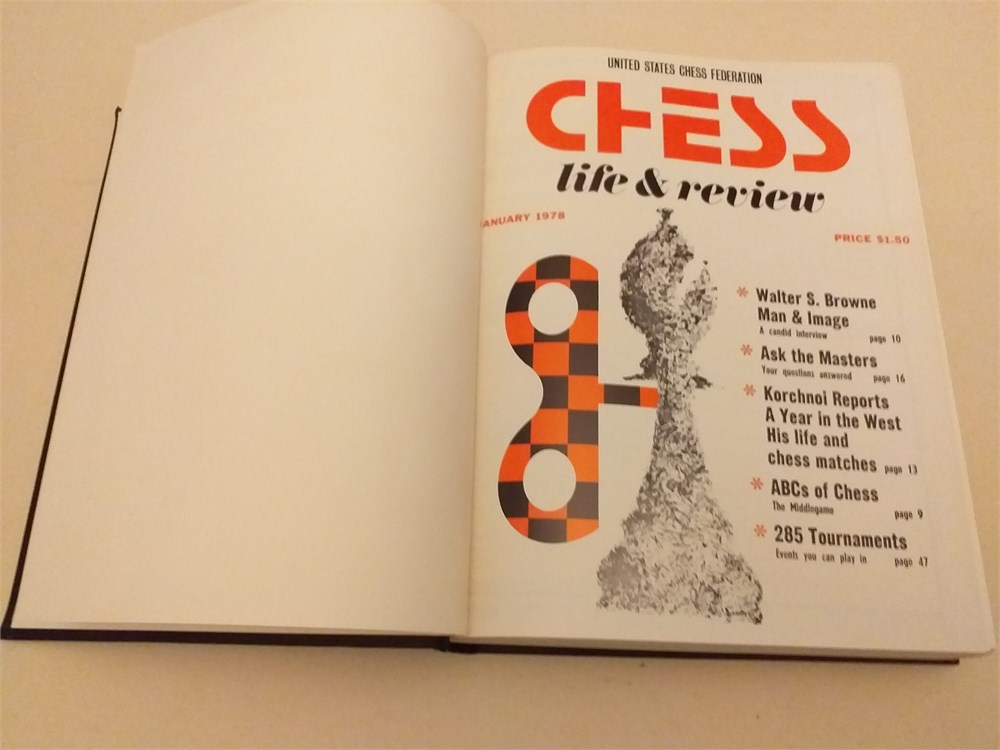 UNITED STATES CHESS FEDERATION
CHESS
life & review
ANUARY 1978
PRICE $1.50
* Walter S. Browne
Man & Image
A candid interview page 10
* Ask the Masters
Your questions answered page 16
* Korchnoi Reports
A Year in the West
His life and
chess matches page 13
* ABCs of Chess
The Middlegame page 9
* 285 Tournaments
Events you can play in page 47